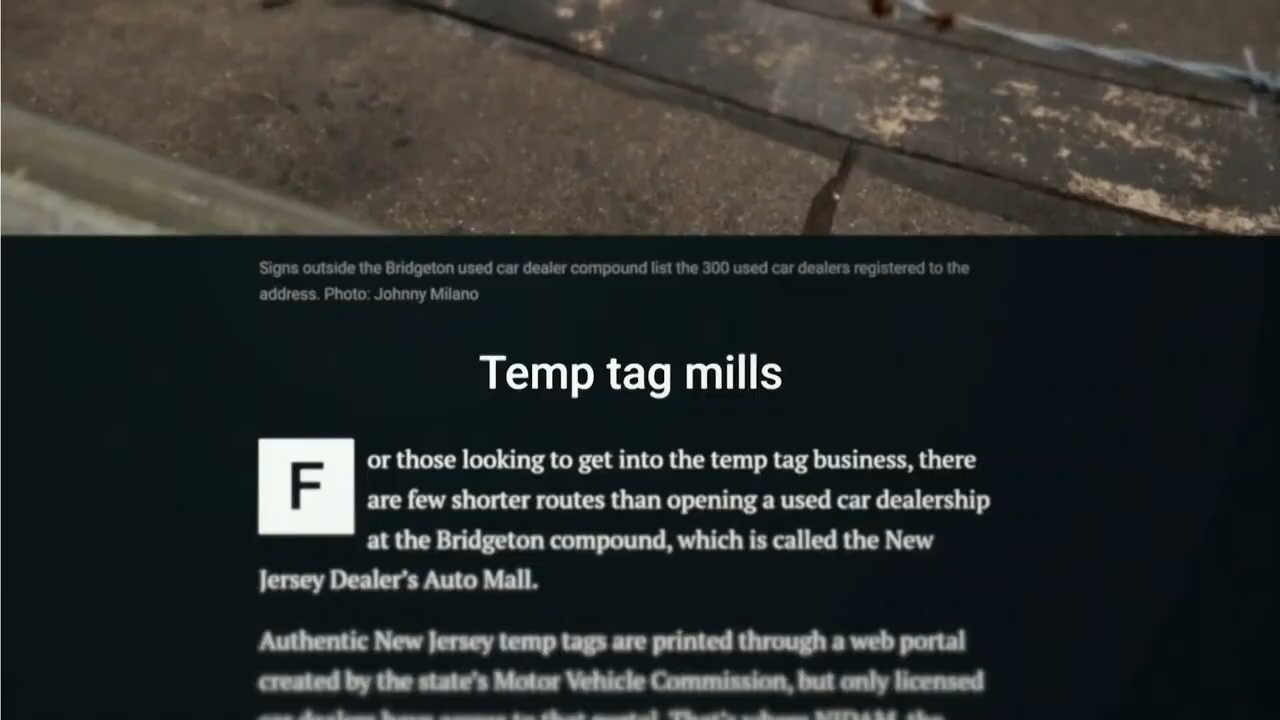 Signs outside the Bridgeton used car dealer compound list the 300 used car dealers registered to the
address. Photo: Johnny Milano
Temp tag mills
For those looking to get into the temp tag business, there
are few shorter routes than opening a used car dealership
at the Bridgeton compound, which is called the New
Jersey Dealer's Auto Mall.
Authentic New Jersey temp tags are printed through a web portal
created by the state's Motor Vehicle Commission, but only licensed